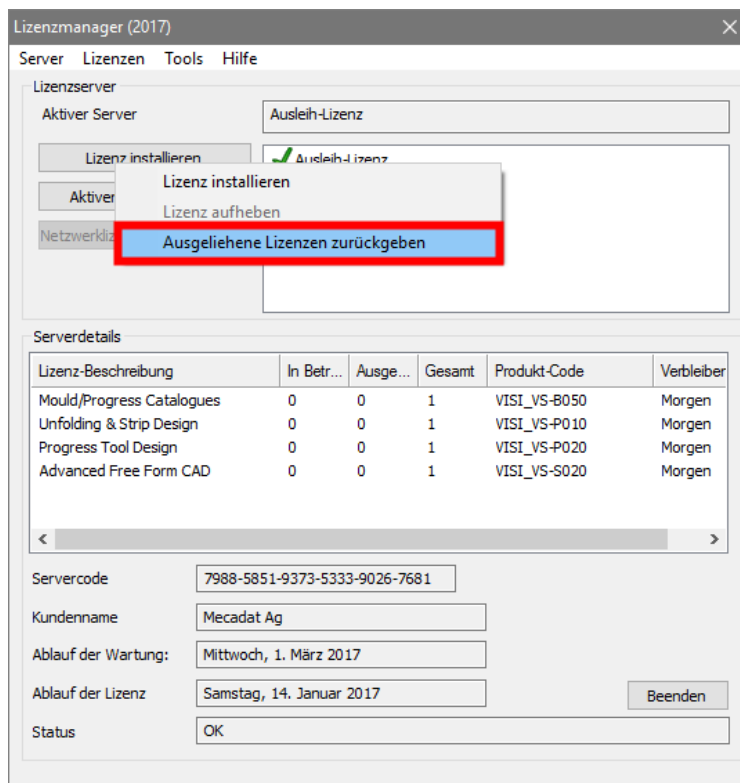 Lizenzmanager (2017)
Server Lizenzen Tools Hilfe
Lizenzserver
Aktiver Server Ausleih-Lizenz
Lizenz installieren Ausleih-Lizenz
Lizenz installieren
Aktiver
Lizenz aufheben
Netzwerkliz
Ausgeliehene Lizenzen zurückgeben
Serverdetails
Lizenz-Beschreibung In Betr... Ausge... Gesamt Produkt-Code Verbleiben
Mould/Progress Catalogues 0 0 1 VISI_VS-B050 Morgen
Unfolding & Strip Design 0 0 1 VISI_VS-P010 Morgen
Progress Tool Design 0 0 1 VISI_VS-P020 Morgen
Advanced Free Form CAD 0 0 1 VISI_VS-S020 Morgen
Servercode 7988-5851-9373-5333-9026-7681
Kundenname Mecadat Ag
Ablauf der Wartung: Mittwoch, 1. März 2017
Ablauf der Lizenz Samstag, 14. Januar 2017 Beenden
Status OK